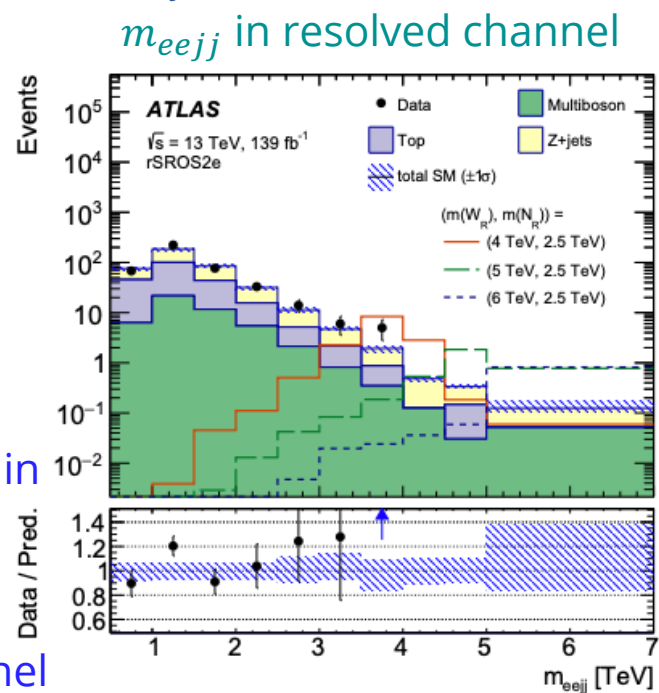 m_eejj in resolved channel
ATLAS
√s = 13 TeV, 139 fb⁻¹
rSROS2e
Data
Multiboson
Top
Z+jets
total SM (±1σ)
(m(W_R), m(N_R)) =
(4 TeV, 2.5 TeV)
(5 TeV, 2.5 TeV)
(6 TeV, 2.5 TeV)
Events
10⁵
10⁴
10³
10²
10
1
10⁻¹
10⁻²
in
Data / Pred.
1.4
1.2
1
0.8
0.6
1 2 3 4 5 6 7
m_eejj [TeV]
nel